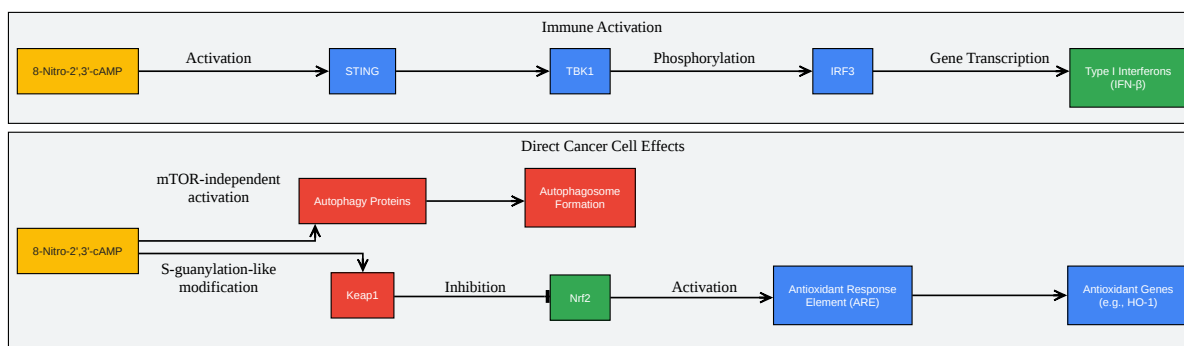 Immune Activation
8-Nitro-2',3'-cAMP
Activation
STING
TBK1
Phosphorylation
IRF3
Gene Transcription
Type I Interferons
(IFN-β)
Direct Cancer Cell Effects
mTOR-independent
activation
Autophagy Proteins
Autophagosome
Formation
8-Nitro-2',3'-cAMP
S-guanylation-like
modification
Keap1
Inhibition
Nrf2
Activation
Antioxidant Response
Element (ARE)
Antioxidant Genes
(e.g., HO-1)